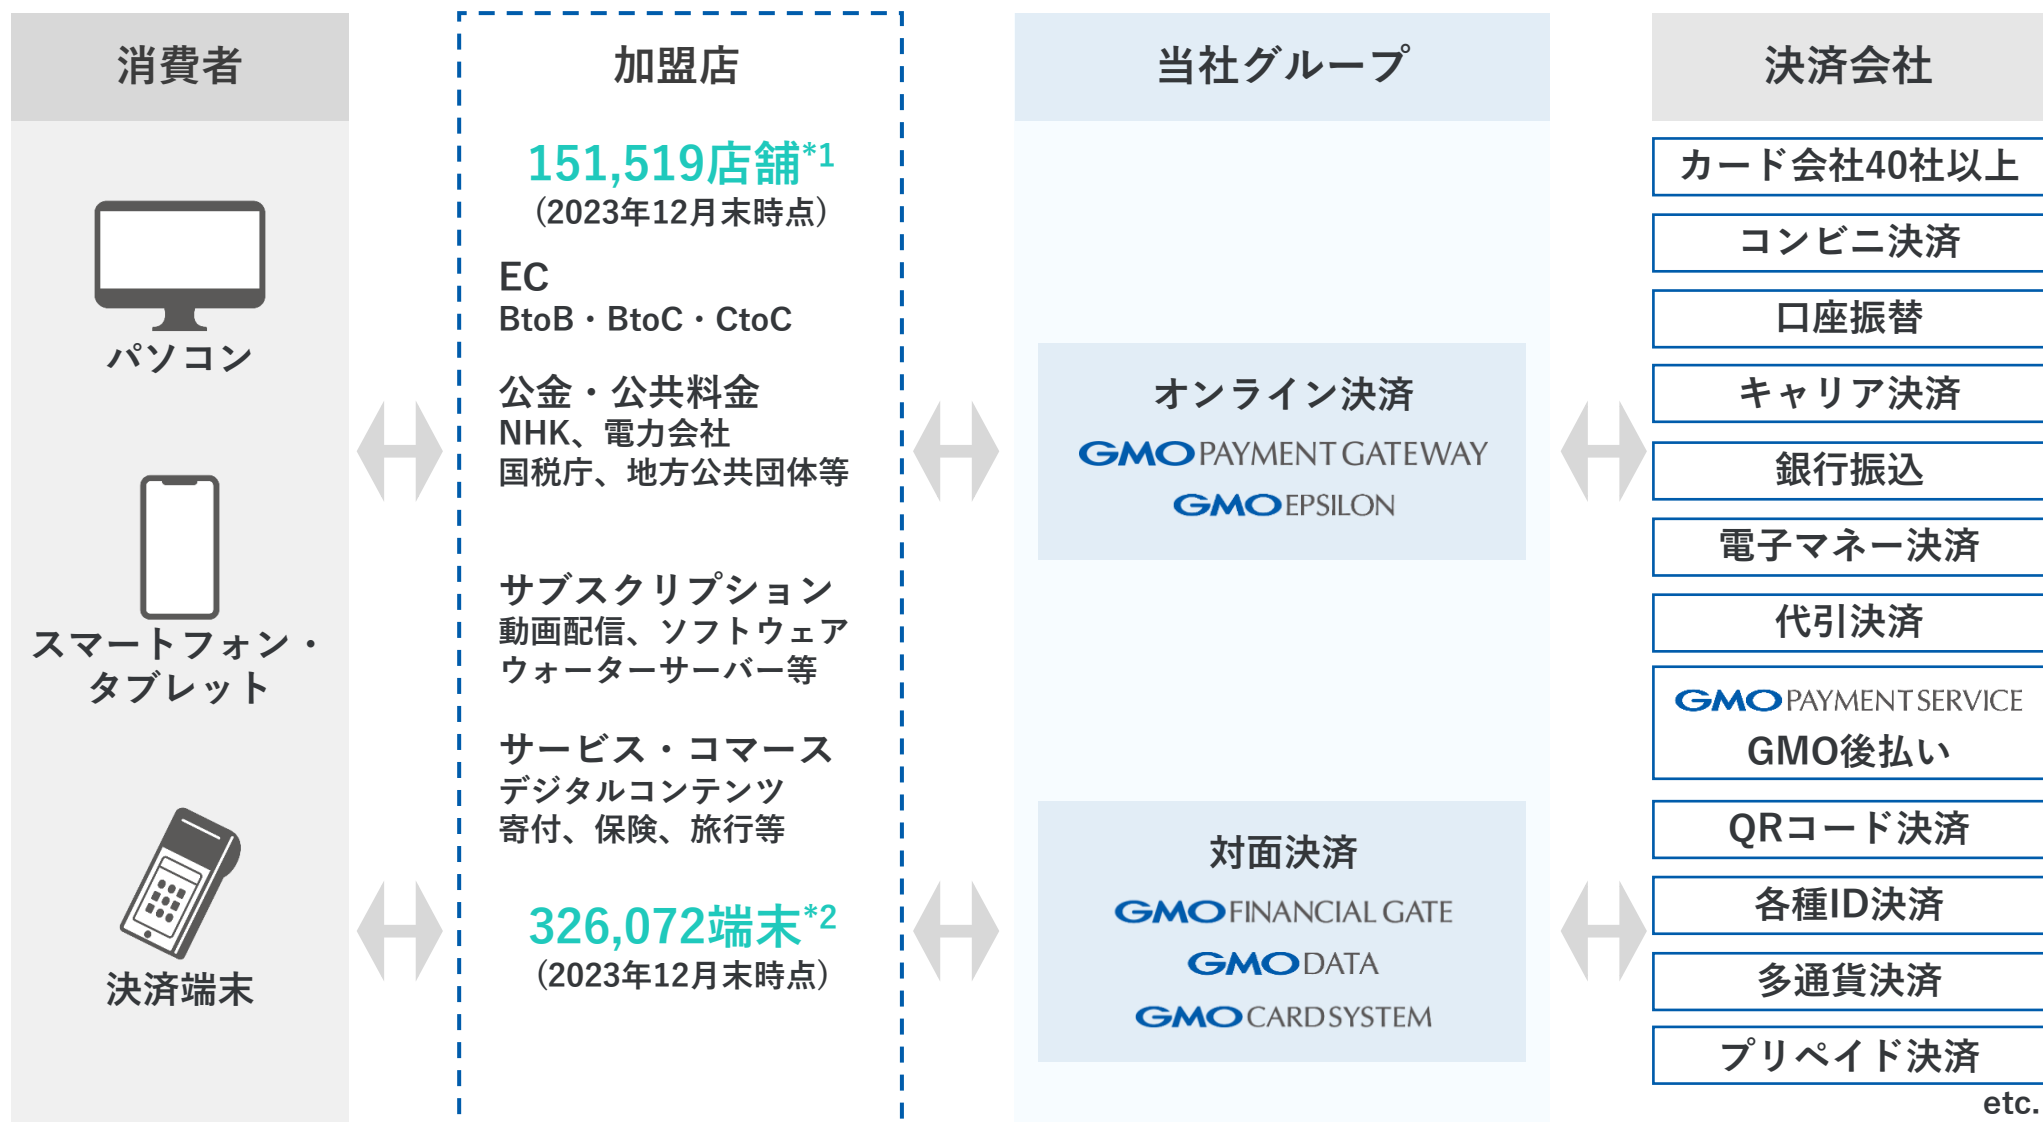 消費者
パソコン
スマートフォン・
タブレット
決済端末
加盟店
151,519店舗*1
（2023年12月末時点）
EC
BtoB・BtoC・CtoC
公金・公共料金
NHK、電力会社
国税庁、地方公共団体等
サブスクリプション
動画配信、ソフトウェア
ウォーターサーバー等
サービス・コマース
デジタルコンテンツ
寄付、保険、旅行等
326,072端末*2
（2023年12月末時点）
当社グループ
オンライン決済
GMO PAYMENT GATEWAY
GMO EPSILON
対面決済
GMO FINANCIAL GATE
GMO DATA
GMO CARD SYSTEM
決済会社
カード会社40社以上
コンビニ決済
口座振替
キャリア決済
銀行振込
電子マネー決済
代引決済
GMO PAYMENT SERVICE
GMO後払い
QRコード決済
各種ID決済
多通貨決済
プリペイド決済
etc.